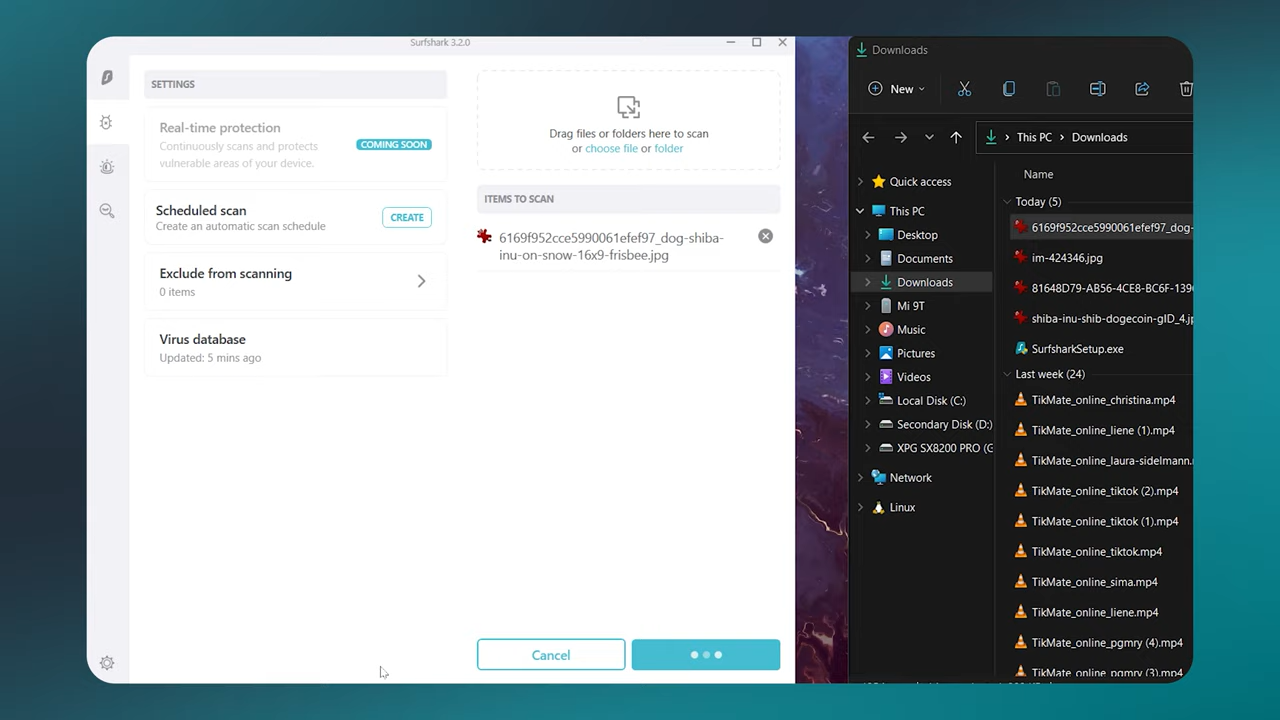 Surfshark 3.2.0
SETTINGS
Real-time protection
Continuously scans and protects
vulnerable areas of your device.
COMING SOON
Scheduled scan
Create an automatic scan schedule
CREATE
Exclude from scanning
0 items
Virus database
Updated: 5 mins ago
Drag files or folders here to scan
or choose file or folder
ITEMS TO SCAN
6169f952cce5990061efef97_dog-shiba-
inu-on-snow-16x9-frisbee.jpg
Cancel
Downloads
New
This PC > Downloads
Quick access
This PC
Desktop
Documents
Downloads
Mi 9T
Music
Pictures
Videos
Local Disk (C:)
Secondary Disk (D:)
XPG SX8200 PRO (G
Network
Linux
Name
Today (5)
6169f952cce5990061efef97_dog-
im-424346.jpg
81648D79-AB56-4CE8-BC6F-139
shiba-inu-shib-dogecoin-gID_4.jp
SurfsharkSetup.exe
Last week (24)
TikMate_online_christina.mp4
TikMate_online_liene (1).mp4
TikMate_online_laura-sidelmann.
TikMate_online_tiktok (2).mp4
TikMate_online_tiktok (1).mp4
TikMate_online_tiktok.mp4
TikMate_online_sima.mp4
TikMate_online_liene.mp4
TikMate_online_pgmry (4).mp4
TikMate_online_pgmry (3).mp4